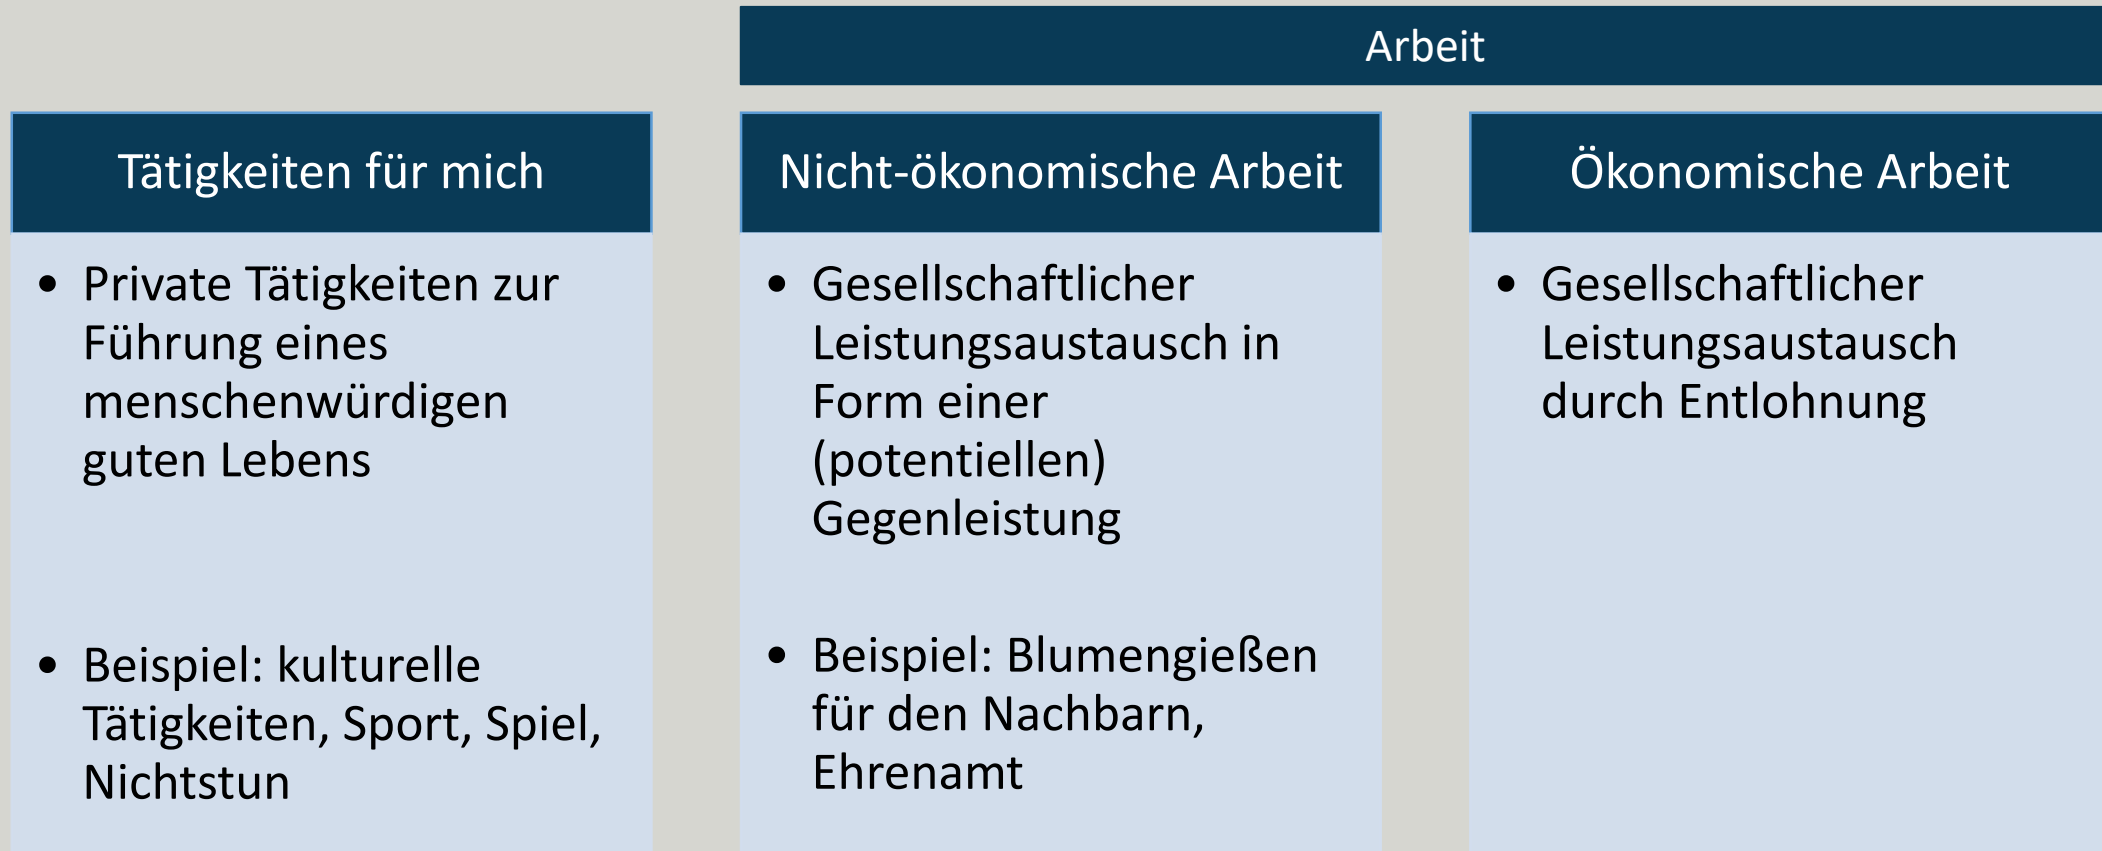 Arbeit
Tätigkeiten für mich
• Private Tätigkeiten zur
Führung eines
menschenwürdigen
guten Lebens
• Beispiel: kulturelle
Tätigkeiten, Sport, Spiel,
Nichtstun
Nicht-ökonomische Arbeit
• Gesellschaftlicher
Leistungsaustausch in
Form einer
(potentiellen)
Gegenleistung
• Beispiel: Blumengießen
für den Nachbarn,
Ehrenamt
Ökonomische Arbeit
• Gesellschaftlicher
Leistungsaustausch
durch Entlohnung